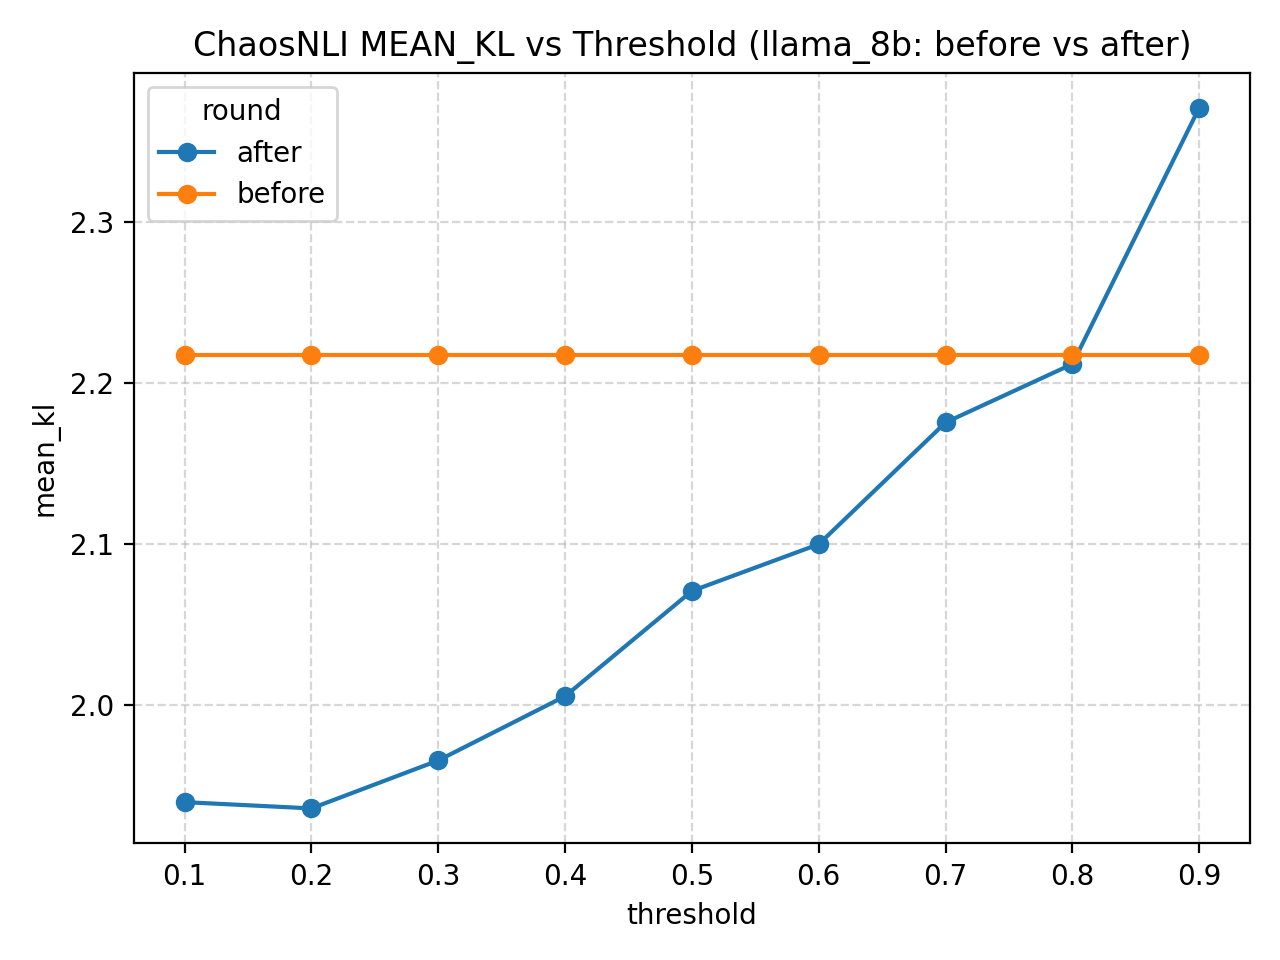 ChaosNLI MEAN_KL vs Threshold (llama_8b: before vs after)
round
after
before
mean_kl
2.3
2.2
2.1
2.0
0.1 0.2 0.3 0.4 0.5 0.6 0.7 0.8 0.9
threshold